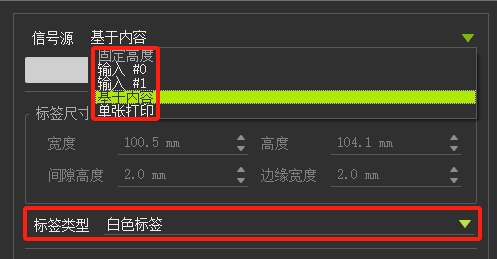 信号源 基于内容
固定高度
输入 #0
输入 #1
基于内容
单张打印
标签尺寸
宽度 100.5 mm 高度 104.1 mm
间隙高度 2.0 mm 边缘宽度 2.0 mm
标签类型 白色标签